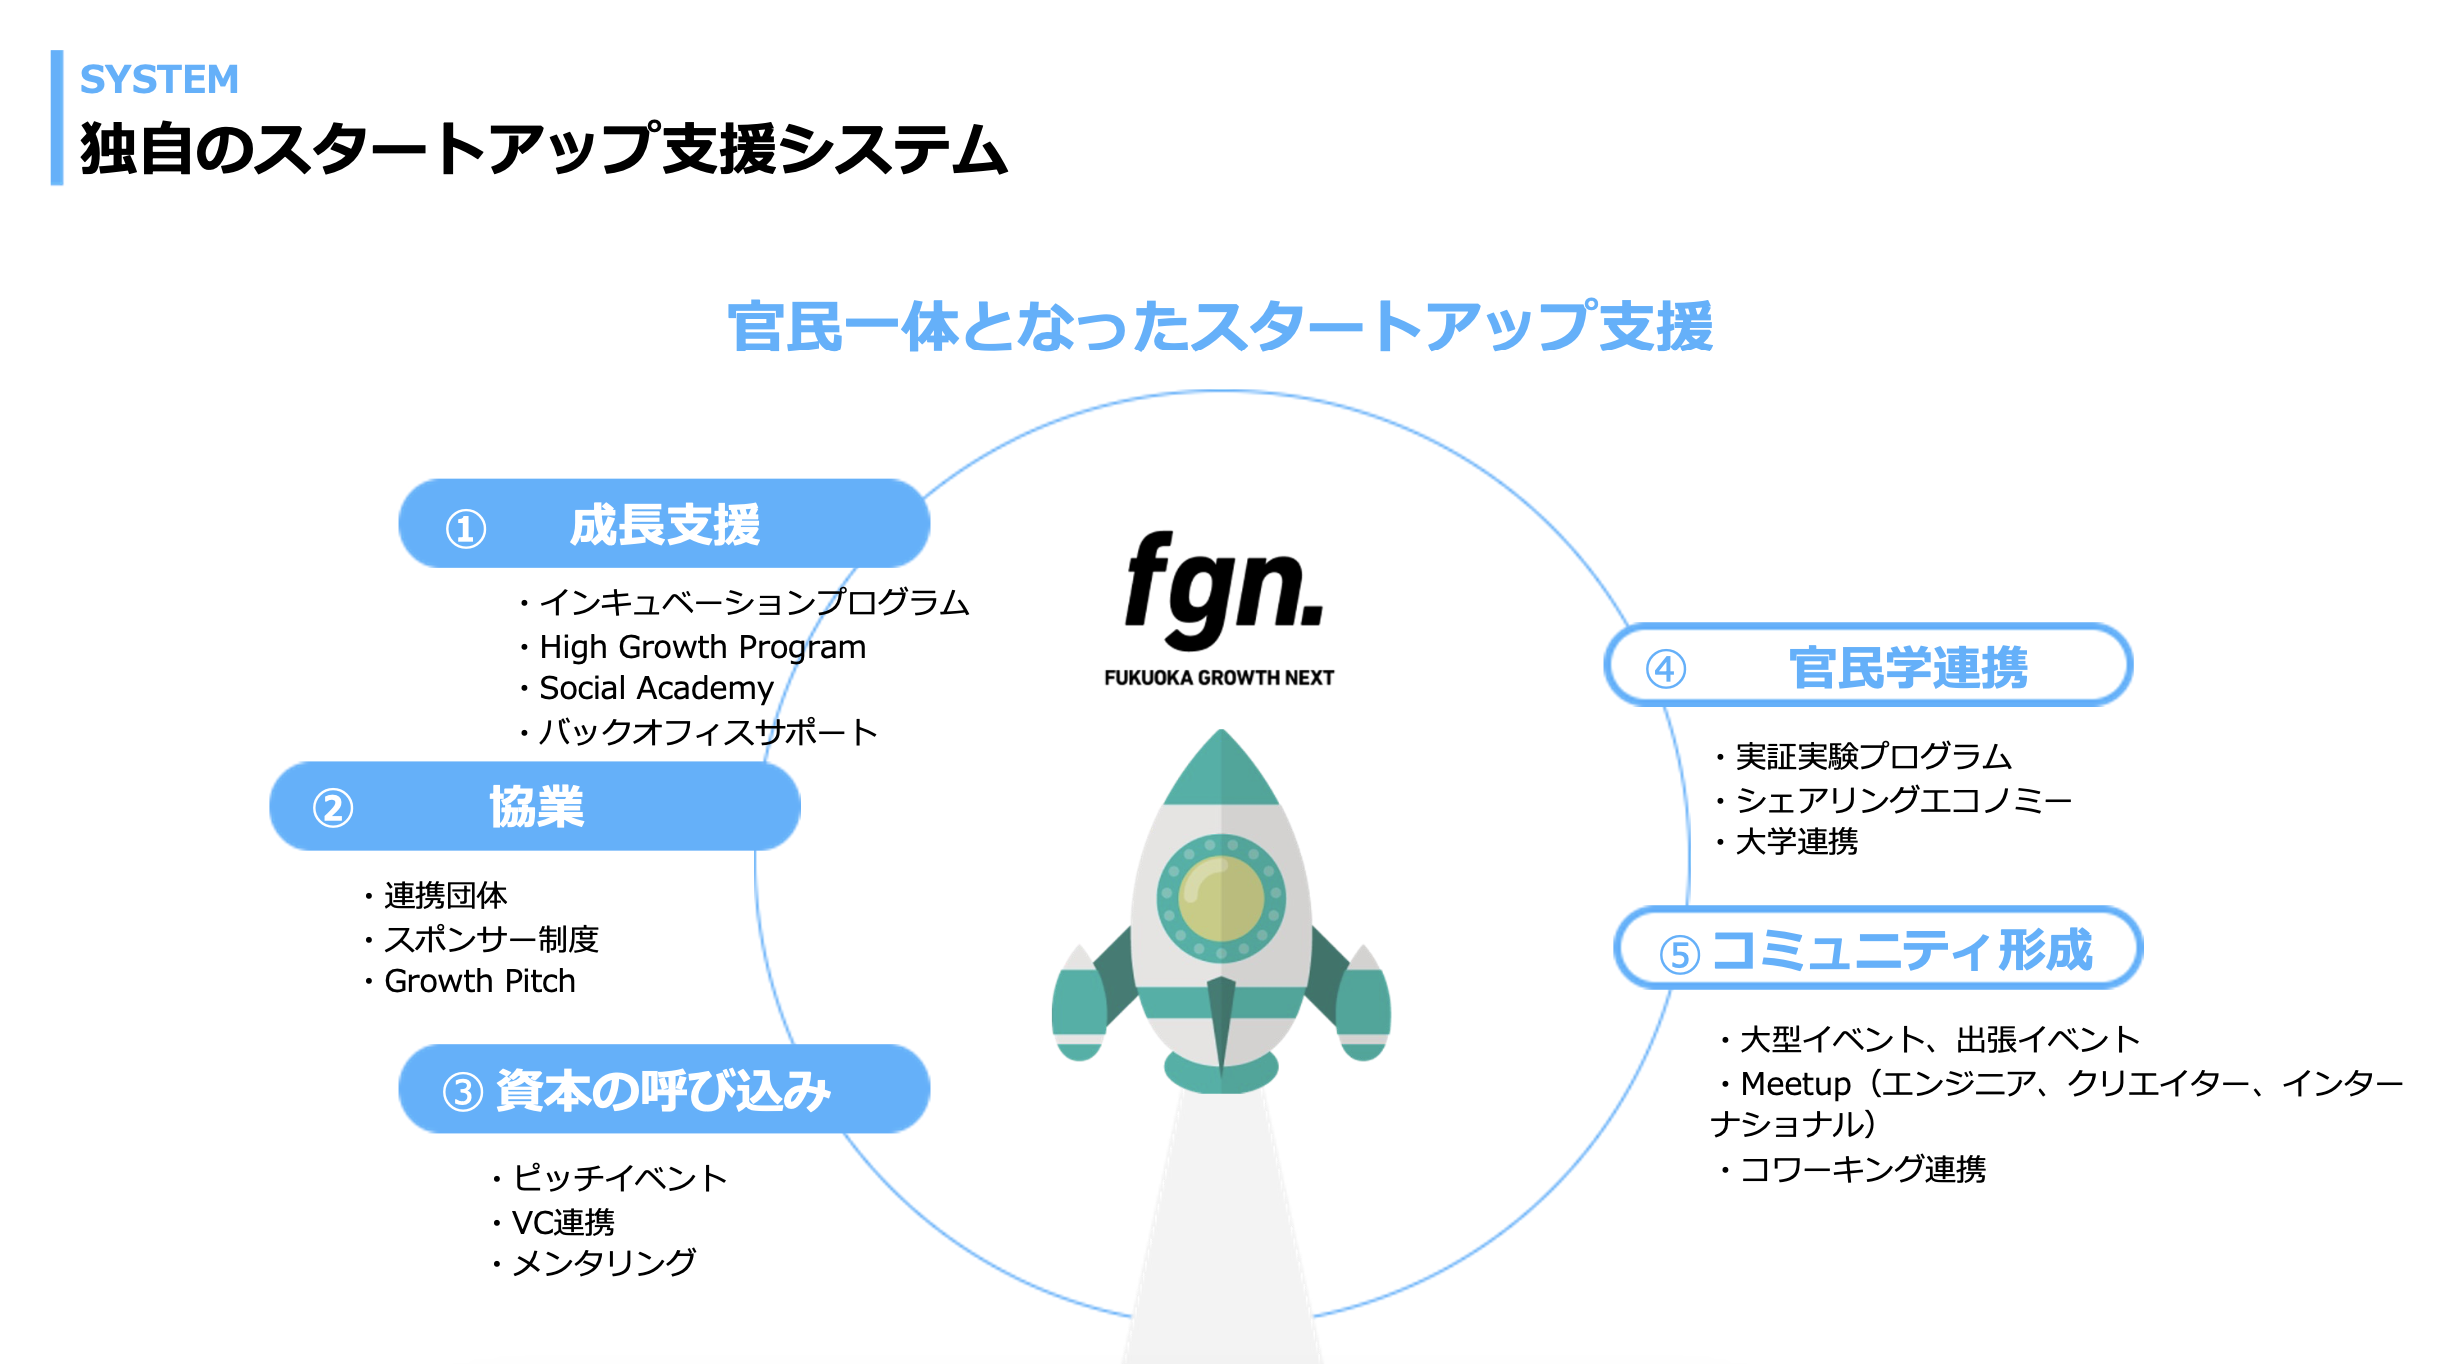 SYSTEM
独自のスタートアップ支援システム
官民一体となったスタートアップ支援
① 成長支援
・インキュベーションプログラム
・High Growth Program
・Social Academy
・バックオフィスサポート
② 協業
・連携団体
・スポンサー制度
・Growth Pitch
③ 資本の呼び込み
・ピッチイベント
・VC連携
・メンタリング
fgn.
FUKUOKA GROWTH NEXT
④ 官民学連携
・実証実験プログラム
・シェアリングエコノミー
・大学連携
⑤ コミュニティ形成
・大型イベント、出張イベント
・Meetup（エンジニア、クリエイター、インター
ナショナル）
・コワーキング連携